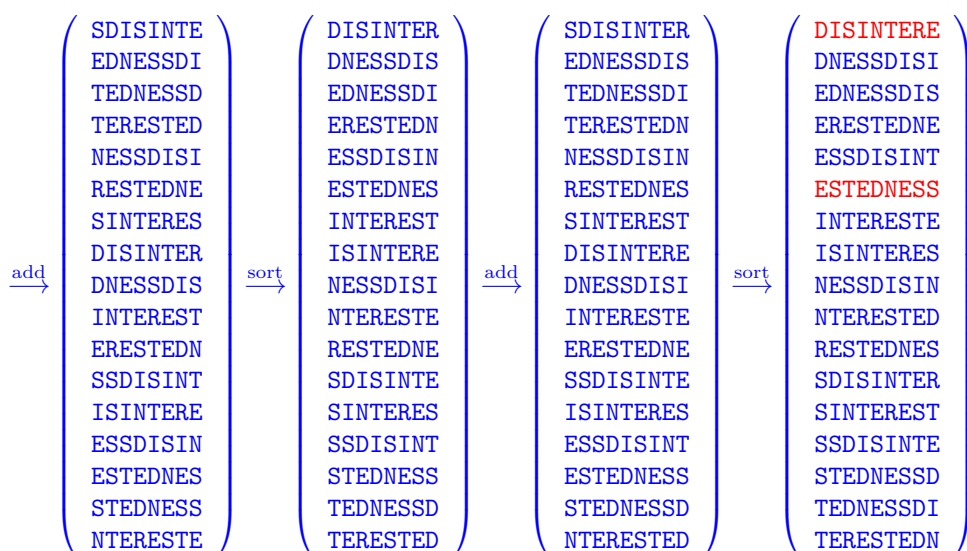 SDISINTE DISINTER SDISINTER DISINTERE
EDNESSDI DNESSDIS EDNESSDIS DNESSDISI
TEDNESSD EDNESSDI TEDNESSDI EDNESSDIS
TERESTED ERESTEDN TERESTEDN ERESTEDNE
NESSDISI ESSDISIN NESSDISIN ESSDISINT
RESTEDNE ESTEDNES RESTEDNES ESTEDNESS
SINTERES INTEREST SINTEREST INTERESTE
DISINTER ISINTERE DISINTERE ISINTERES
add DNESSDIS sort NESSDISI add DNESSDISI sort NESSDISIN
INTEREST NTERESTE INTERESTE NTERESTED
ERESTEDN RESTEDNE ERESTEDNE RESTEDNES
SSDISINT SDISINTE SSDISINTE SDISINTER
ISINTERE SINTERES ISINTERES SINTEREST
ESSDISIN SSDISINT ESSDISINT SSDISINTE
ESTEDNES STEDNESS ESTEDNESS STEDNESSD
STEDNESS TEDNESSD STEDNESSD TEDNESSDI
NTERESTE TERESTED NTERESTED TERESTEDN